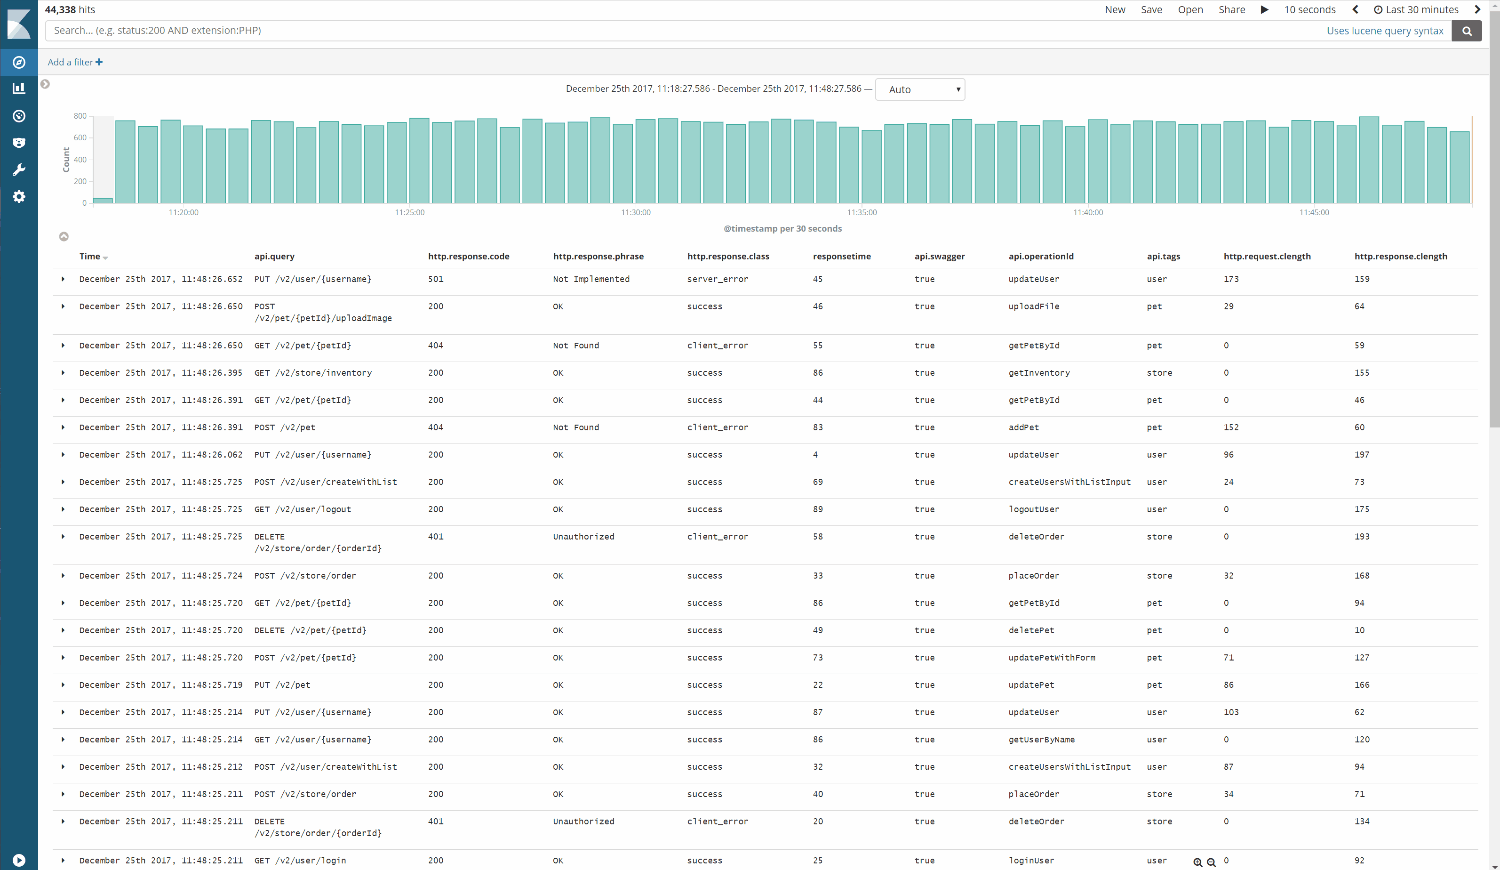 44,338 hits
New Save Open Share 10 seconds Last 30 minutes
Search... (e.g. status:200 AND extension:PHP) Uses lucene query syntax
Add a filter +
December 25th 2017, 11:18:27.586 - December 25th 2017, 11:48:27.586 — Auto
800
600
400
200
0
Count
11:20:00 11:25:00 11:30:00 11:35:00 11:40:00 11:45:00
@timestamp per 30 seconds
Time api.query http.response.code http.response.phrase http.response.class responsetime api.swagger api.operationId api.tags http.request.clength http.response.clength
December 25th 2017, 11:48:26.652 PUT /v2/user/{username} 501 Not Implemented server_error 45 true updateUser user 173 159
December 25th 2017, 11:48:26.650 POST 200 OK success 46 true uploadFile pet 29 64
/v2/pet/{petId}/uploadImage
December 25th 2017, 11:48:26.650 GET /v2/pet/{petId} 404 Not Found client_error 55 true getPetById pet 0 59
December 25th 2017, 11:48:26.395 GET /v2/store/inventory 200 OK success 86 true getInventory store 0 155
December 25th 2017, 11:48:26.391 GET /v2/pet/{petId} 200 OK success 44 true getPetById pet 0 46
December 25th 2017, 11:48:26.391 POST /v2/pet 404 Not Found client_error 83 true addPet pet 152 60
December 25th 2017, 11:48:26.062 PUT /v2/user/{username} 200 OK success 4 true updateUser user 96 197
December 25th 2017, 11:48:25.725 POST /v2/user/createWithList 200 OK success 69 true createUsersWithListInput user 24 73
December 25th 2017, 11:48:25.725 GET /v2/user/logout 200 OK success 89 true logoutUser user 0 175
December 25th 2017, 11:48:25.725 DELETE 401 Unauthorized client_error 58 true deleteOrder store 0 193
/v2/store/order/{orderId}
December 25th 2017, 11:48:25.724 POST /v2/store/order 200 OK success 33 true placeOrder store 32 168
December 25th 2017, 11:48:25.720 GET /v2/pet/{petId} 200 OK success 86 true getPetById pet 0 94
December 25th 2017, 11:48:25.720 DELETE /v2/pet/{petId} 200 OK success 49 true deletePet pet 0 10
December 25th 2017, 11:48:25.720 POST /v2/pet/{petId} 200 OK success 73 true updatePetWithForm pet 71 127
December 25th 2017, 11:48:25.719 PUT /v2/pet 200 OK success 22 true updatePet pet 86 166
December 25th 2017, 11:48:25.214 PUT /v2/user/{username} 200 OK success 87 true updateUser user 103 62
December 25th 2017, 11:48:25.214 GET /v2/user/{username} 200 OK success 86 true getUserByName user 0 120
December 25th 2017, 11:48:25.212 POST /v2/user/createWithList 200 OK success 32 true createUsersWithListInput user 87 94
December 25th 2017, 11:48:25.211 POST /v2/store/order 200 OK success 40 true placeOrder store 34 71
December 25th 2017, 11:48:25.211 DELETE 401 Unauthorized client_error 20 true deleteOrder store 0 134
/v2/store/order/{orderId}
December 25th 2017, 11:48:25.211 GET /v2/user/login 200 OK success 25 true loginUser user 0 92